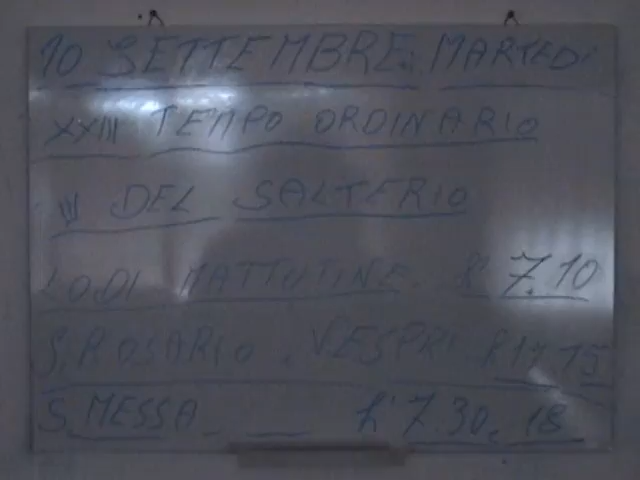 10 SETTEMBRE. MARTEDI
XXIII TEMPO ORDINARIO
III DEL SALTERIO
LODI MATTUTINE. h' 7.10
S. ROSARIO. VESPRI. h 17 15
S. MESSA. h' 7.30. 18